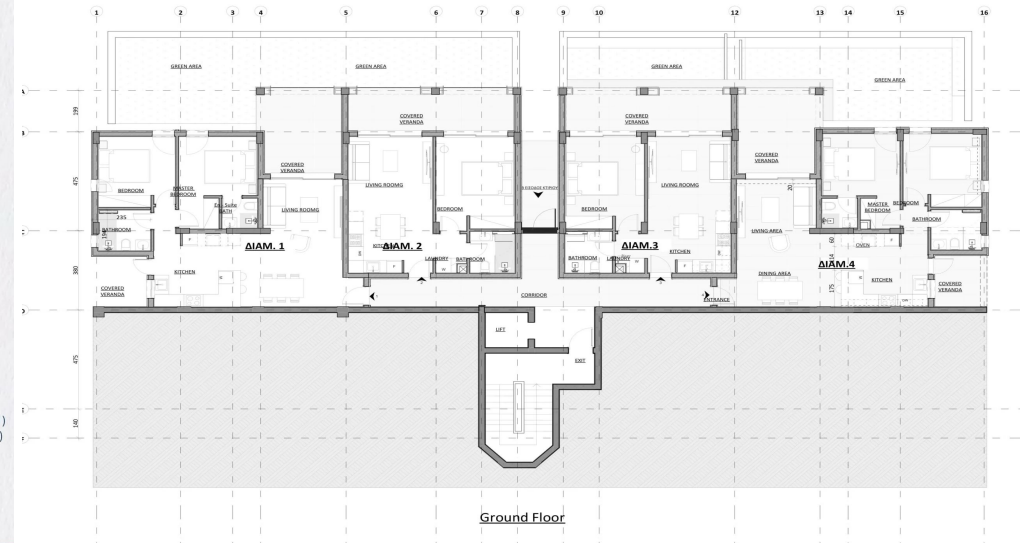 1 2 3 4 5 6 7 8 9 10 12 13 14 15 16
GREEN AREA
GREEN AREA
GREEN AREA
GREEN AREA
199
COVERED
VERANDA
COVERED
VERANDA
475
COVERED
VERANDA
COVERED
VERANDA
BEDROOM
MASTER
BEDROOM
LIVING ROOMG
BEDROOM
BEDROOM
LIVING ROOMG
20
En - Suite
BATH
LIVING ROOMG
235
BATHROOM
MASTER
BEDROOM
BEDROOM
BATHROOM
LIVING AREA
ΔΙΑΜ. 1
ΔΙΑΜ. 2
ΔΙΑΜ.3
KITCHEN
60
OVEN
LAUNDRY
BATHROOM
BATHROOM
14
ΔΙΑΜ.4
380
KITCHEN
DINING AREA
KITCHEN
COVERED
VERANDA
COVERED
VERANDA
175
CORRIDOR
ENTRANCE
LIFT
EXIT
475
140
Ground Floor